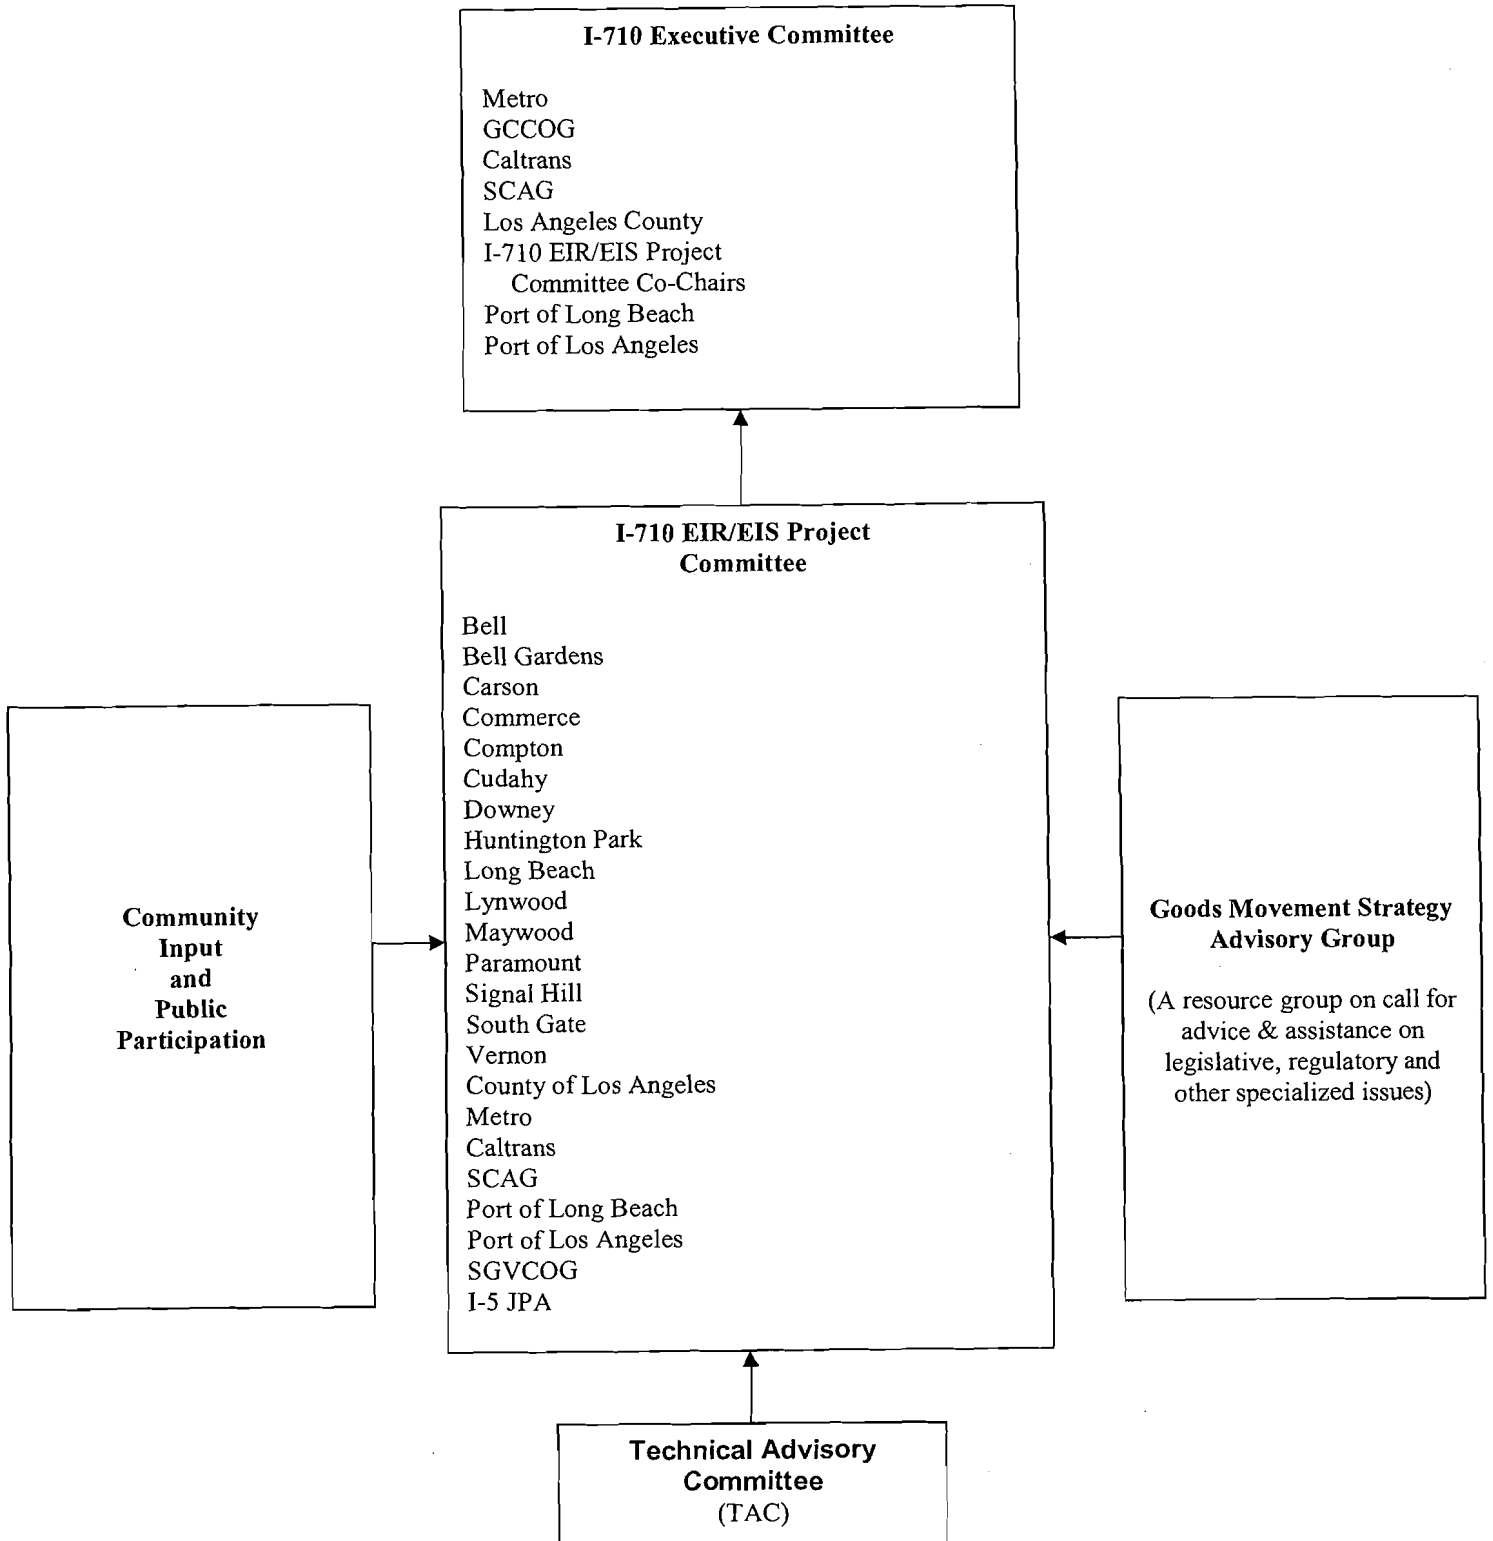 I-710 Executive Committee
Metro
GCCOG
Caltrans
SCAG
Los Angeles County
I-710 EIR/EIS Project
Committee Co-Chairs
Port of Long Beach
Port of Los Angeles
I-710 EIR/EIS Project
Committee
Bell
Bell Gardens
Carson
Commerce
Compton
Cudahy
Downey
Huntington Park
Long Beach
Lynwood
Maywood
Paramount
Signal Hill
South Gate
Vernon
County of Los Angeles
Metro
Caltrans
SCAG
Port of Long Beach
Port of Los Angeles
SGVCOG
I-5 JPA
Community
Input
and
Public
Participation
Goods Movement Strategy
Advisory Group
(A resource group on call for
advice & assistance on
legislative, regulatory and
other specialized issues)
Technical Advisory
Committee
(TAC)